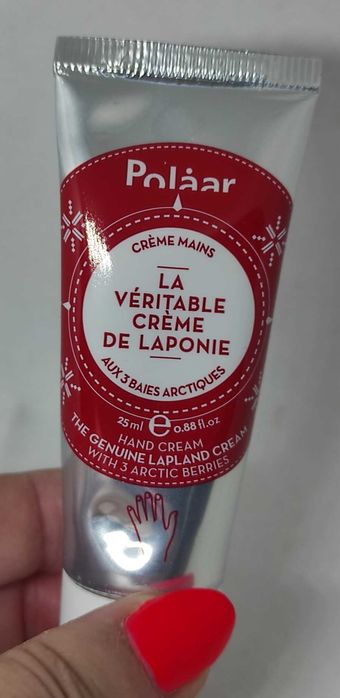 Polåar
CRÈME MAINS
LA
VÉRITABLE
CRÈME
DE LAPONIE
AUX 3 BAIES ARCTIQUES
25 ml e 0.88 fl.oz
HAND CREAM
THE GENUINE LAPLAND CREAM
WITH 3 ARCTIC BERRIES